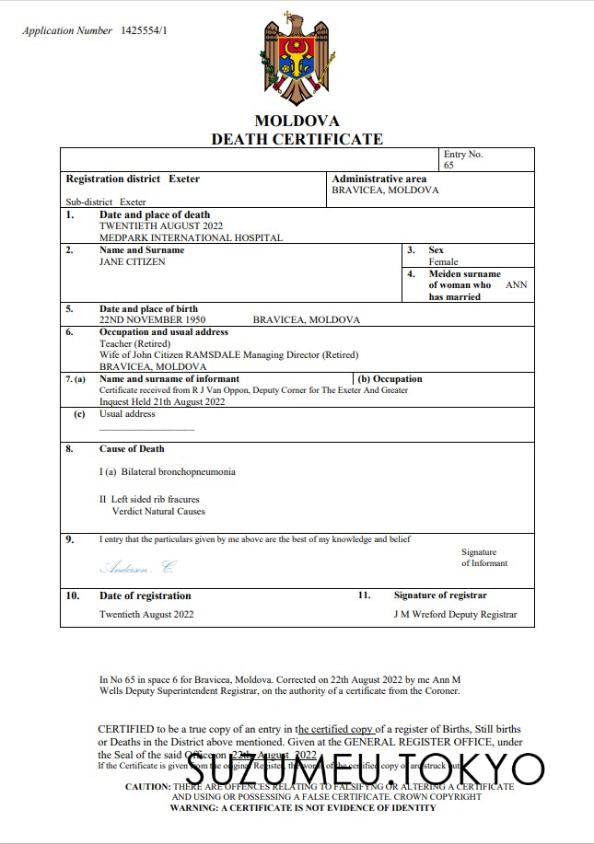 Application Number 1425554/1
MOLDOVA
DEATH CERTIFICATE
Entry No.
65
Registration district Exeter
Sub-district Exeter
Administrative area
BRAVICEA, MOLDOVA
1. Date and place of death
TWENTIETH AUGUST 2022
MEDPARK INTERNATIONAL HOSPITAL
2. Name and Surname
JANE CITIZEN
3. Sex
Female
4. Meiden surname
of woman who ANN
has married
5. Date and place of birth
22ND NOVEMBER 1950 BRAVICEA, MOLDOVA
6. Occupation and usual address
Teacher (Retired)
Wife of John Citizen RAMSDALE Managing Director (Retired)
BRAVICEA, MOLDOVA
7. (a) Name and surname of informant (b) Occupation
Certificate received from R J Van Oppon, Deputy Corner for The Exeter And Greater
Inquest Held 21th August 2022
(c) Usual address
8. Cause of Death
I (a) Bilateral bronchopneumonia
II Left sided rib fracures
Verdict Natural Causes
9. I entry that the particulars given by me above are the best of my knowledge and belief
Anderson. C.
Signature
of Informant
10. Date of registration 11. Signature of registrar
Twentieth August 2022 J M Wreford Deputy Registrar
In No 65 in space 6 for Bravicea, Moldova. Corrected on 22th August 2022 by me Ann M
Wells Deputy Superintendent Registrar, on the authority of a certificate from the Coroner.
CERTIFIED to be a true copy of an entry in the certified copy of a register of Births, Still births
or Deaths in the District above mentioned. Given at the GENERAL REGISTER OFFICE, under
the Seal of the said Office on 22th August 2022
If the Certificate is given from the original Register, the words of the certified copy of are struck out
SUZUMEU.TOKYO
CAUTION: THERE ARE OFFENCES RELATING TO FALSIFYNG OR ALTERING A CERTIFICATE
AND USING OR POSSESSING A FALSE CERTIFICATE. CROWN COPYRIGHT
WARNING: A CERTIFICATE IS NOT EVIDENCE OF IDENTITY